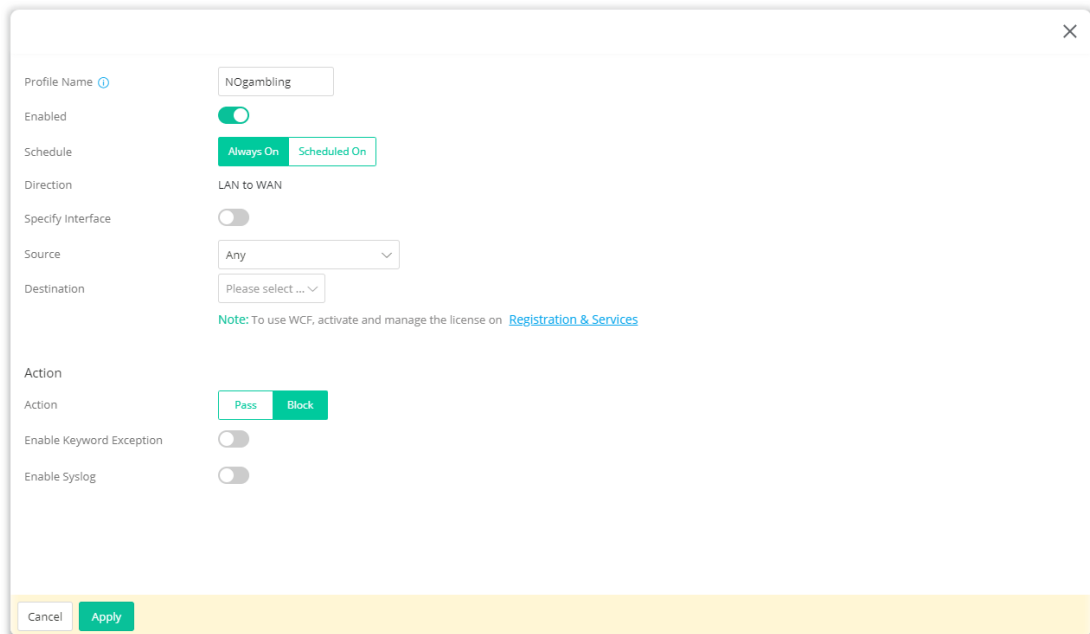 Profile Name
NOgambling
Enabled
Schedule
Always On Scheduled On
Direction
LAN to WAN
Specify Interface
Source
Any
Destination
Please select ...
Note: To use WCF, activate and manage the license on Registration & Services
Action
Action
Pass Block
Enable Keyword Exception
Enable Syslog
Cancel Apply